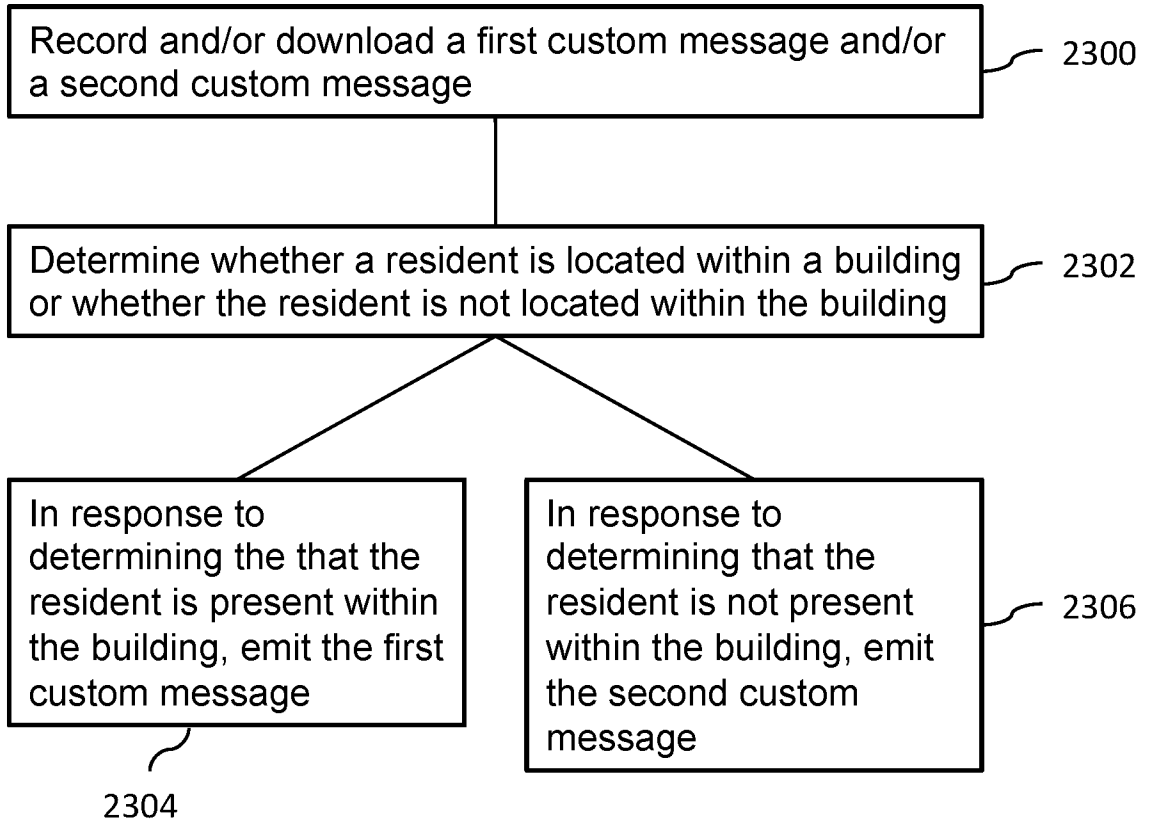 Record and/or download a first custom message and/or
a second custom message
2300
Determine whether a resident is located within a building
or whether the resident is not located within the building
2302
In response to
determining the that the
resident is present within
the building, emit the first
custom message
2304
In response to
determining that the
resident is not present
within the building, emit
the second custom
message
2306